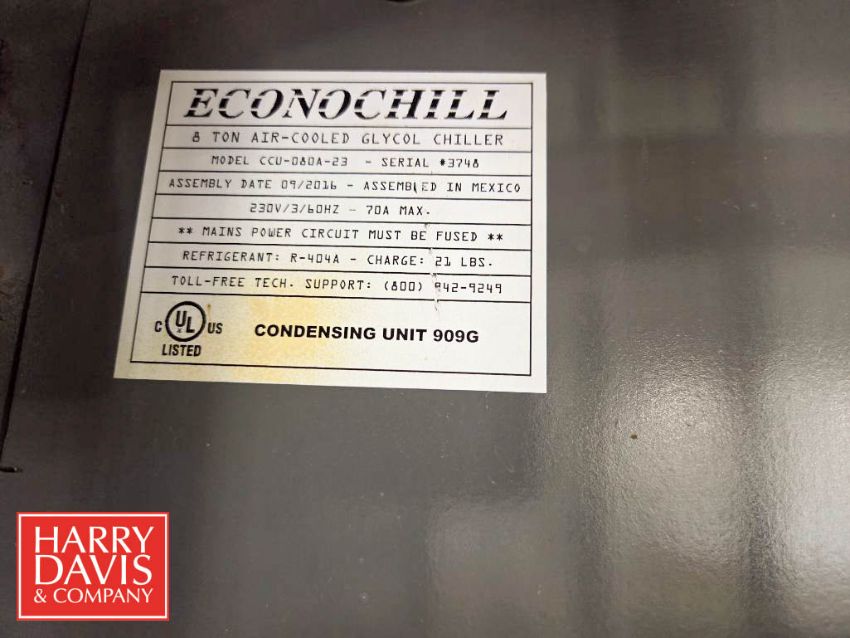 ECONOCHILL
8 TON AIR-COOLED GLYCOL CHILLER
MODEL CCU-080A-23 - SERIAL #3748
ASSEMBLY DATE 09/2016 - ASSEMBLED IN MEXICO
230V/3/60HZ - 70A MAX.
** MAINS POWER CIRCUIT MUST BE FUSED **
REFRIGERANT: R-404A - CHARGE: 21 LBS.
TOLL-FREE TECH. SUPPORT: (800) 842-9249
C UL US
LISTED
CONDENSING UNIT 909G
HARRY
DAVIS
& COMPANY